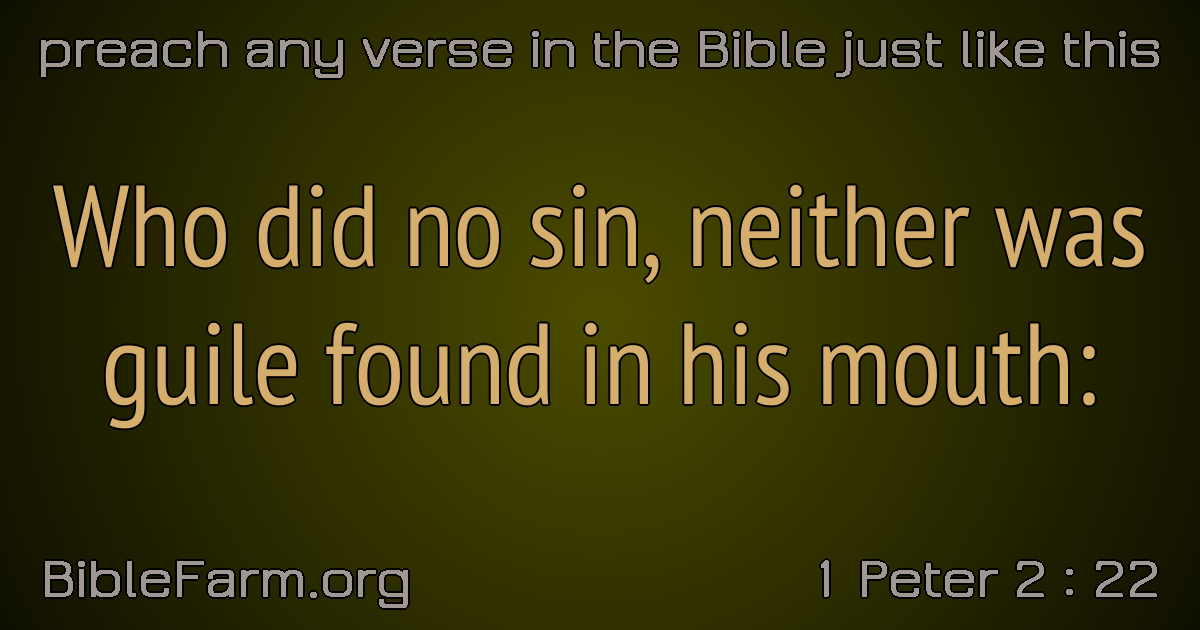 preach any verse in the Bible just like this
Who did no sin, neither was
guile found in his mouth:
BibleFarm.org
1 Peter 2 : 22